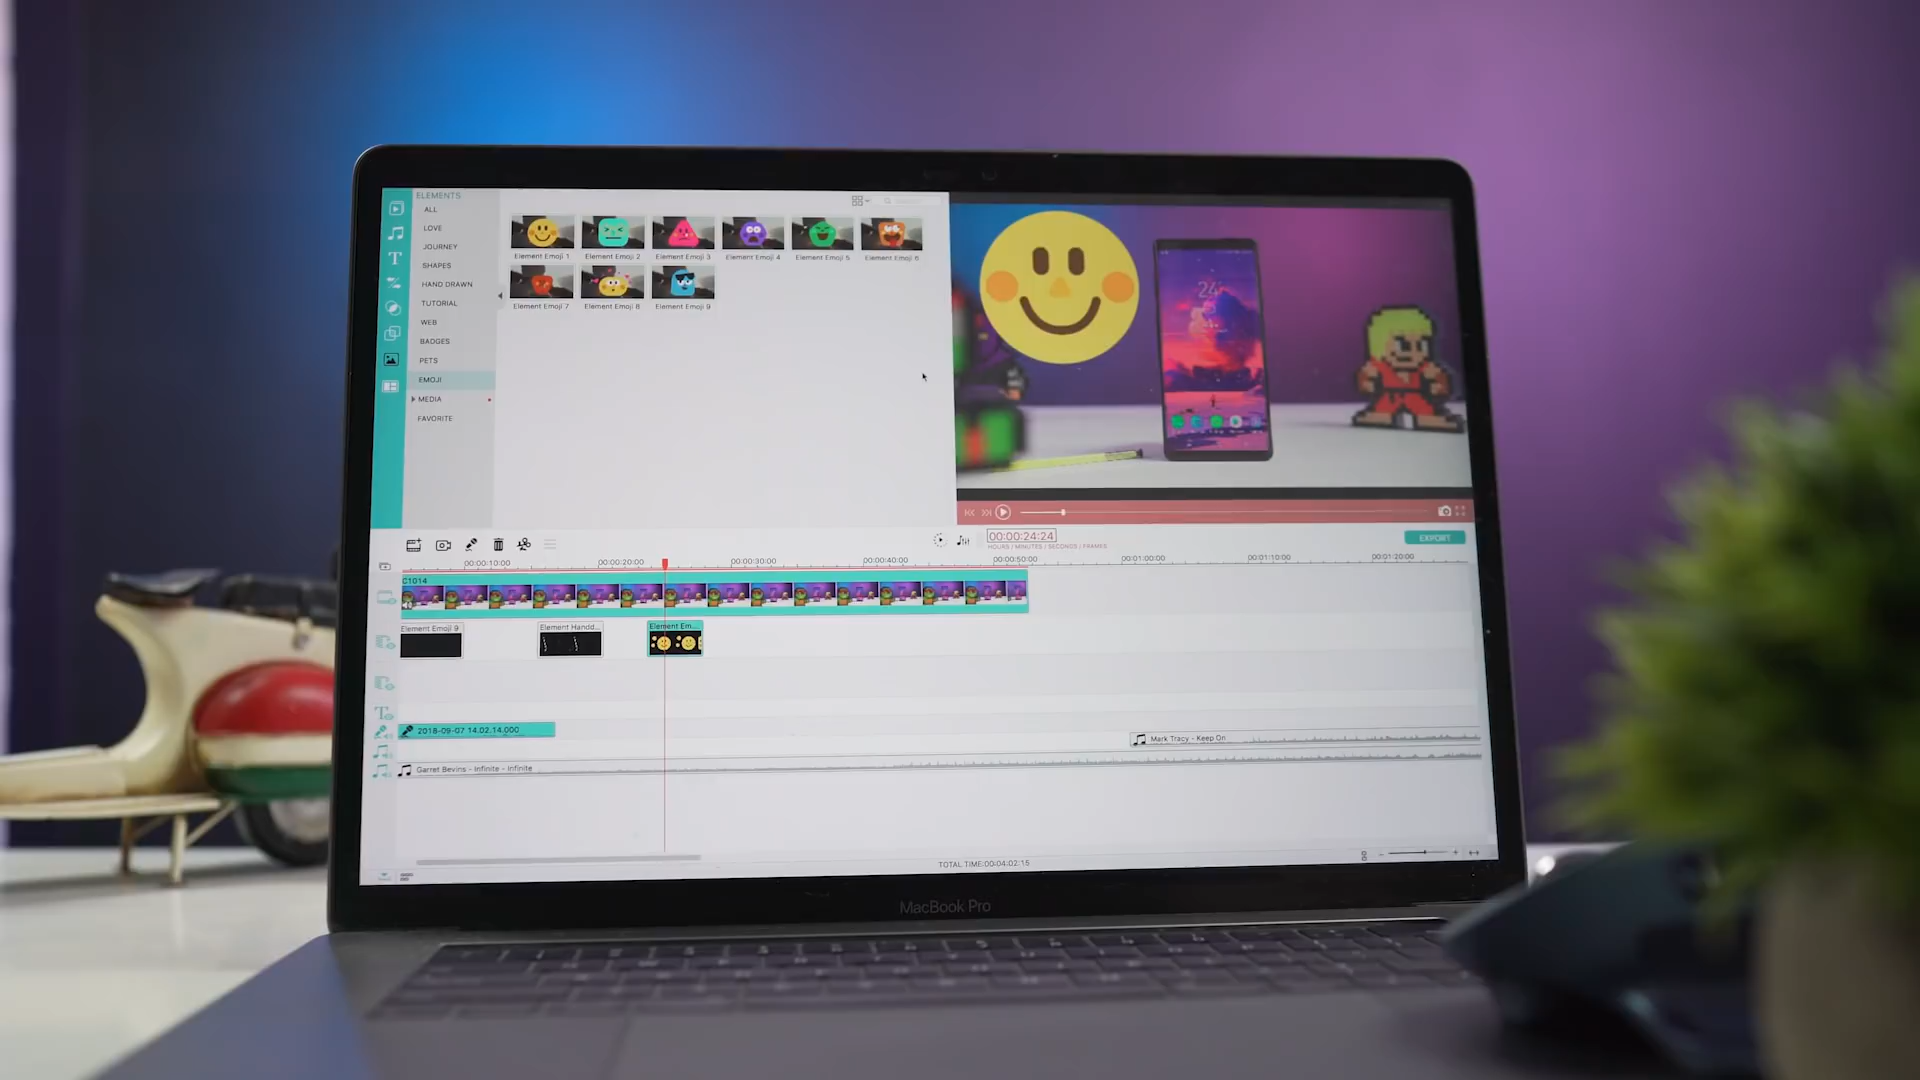 ELEMENTS
ALL
LOVE
JOURNEY
SHAPES
HAND DRAWN
TUTORIAL
WEB
BADGES
PETS
EMOJI
MEDIA
FAVORITE
Element Emoji 1
Element Emoji 2
Element Emoji 3
Element Emoji 4
Element Emoji 5
Element Emoji 6
Element Emoji 7
Element Emoji 8
Element Emoji 9
24
00:00:24:24
HOURS / MINUTES / SECONDS / FRAMES
EXPORT
00:00:10:00
00:00:20:00
00:00:30:00
00:00:40:00
00:00:50:00
00:01:00:00
00:01:10:00
00:01:20:00
C1014
Element Emoji 9
Element Handd...
Element Em...
2018-09-07 14.02.14.000
Mark Tracy - Keep On
Garret Bevins - Infinite - Infinite
TOTAL TIME:00:04:02:15
MacBook Pro